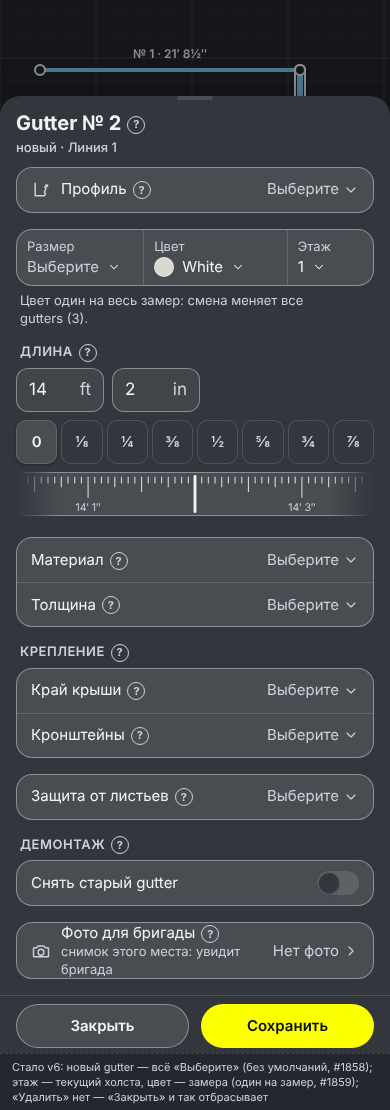 № 1 · 21′ 8½″
Gutter № 2 ?
новый · Линия 1
Профиль ? Выберите
Размер Цвет Этаж
Выберите White 1
Цвет один на весь замер: смена меняет все
gutters (3).
ДЛИНА ?
14 ft 2 in
0 ⅛ ¼ ⅜ ½ ⅝ ¾ ⅞
14′ 1″ 14′ 3″
Материал ? Выберите
Толщина ? Выберите
КРЕПЛЕНИЕ ?
Край крыши ? Выберите
Кронштейны ? Выберите
Защита от листьев ? Выберите
ДЕМОНТАЖ ?
Снять старый gutter
Фото для бригады ?
снимок этого места: увидит
бригада
Нет фото
Закрыть Сохранить
Стало v6: новый gutter — всё «Выберите» (без умолчаний, #1858);
этаж — текущий холста, цвет — замера (один на замер, #1859);
«Удалить» нет — «Закрыть» и так отбрасывает